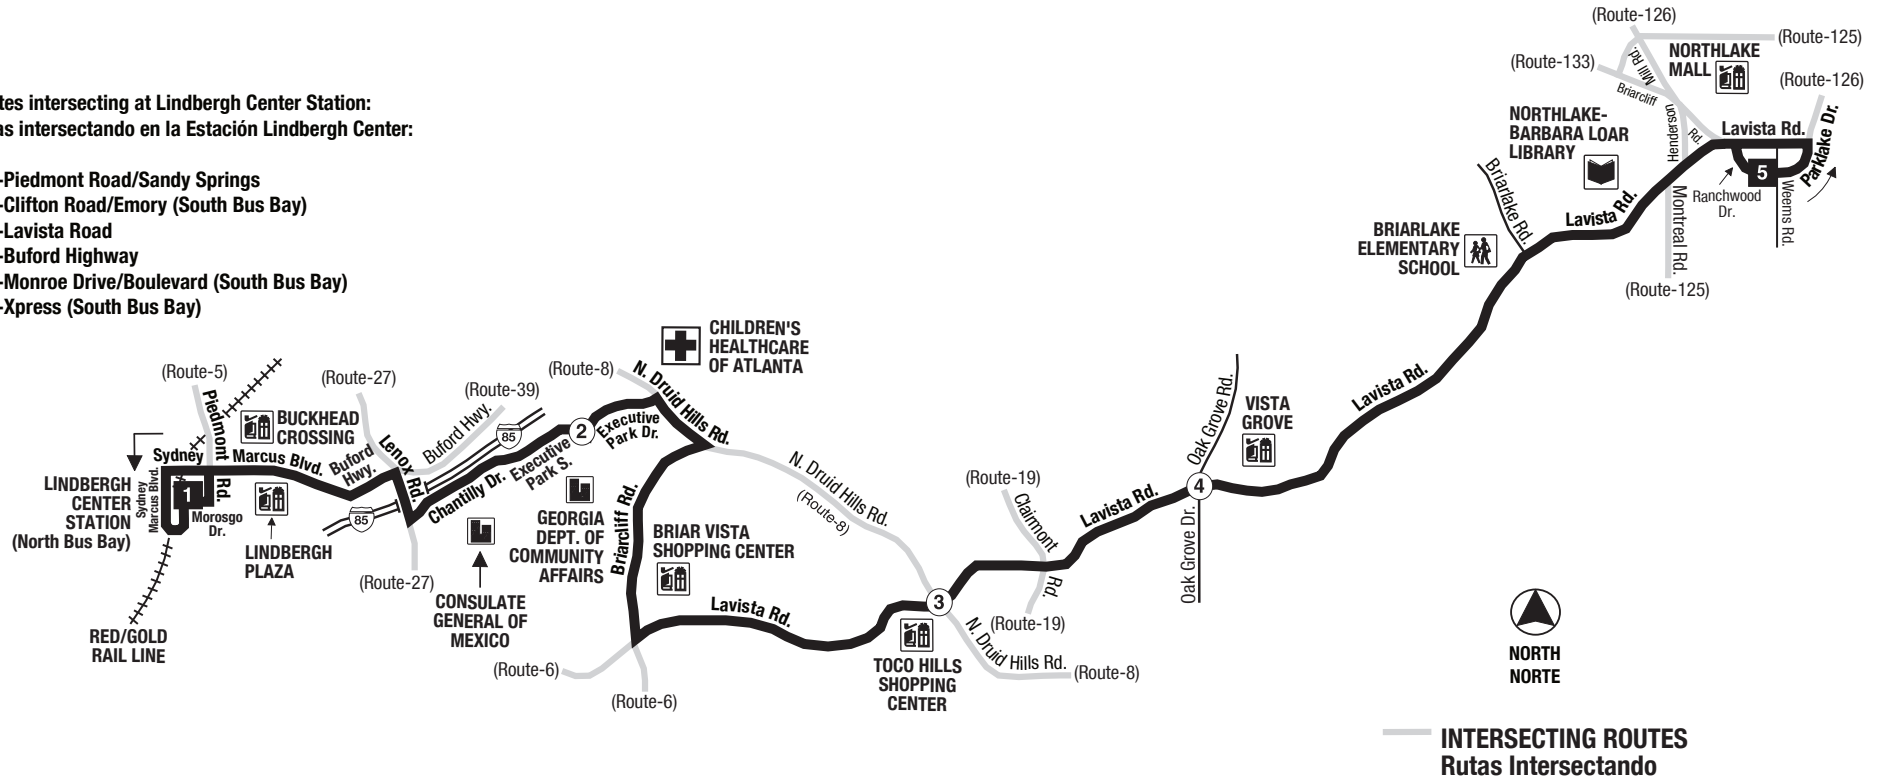 tes intersecting at Lindbergh Center Station:
as intersectando en la Estación Lindbergh Center:
-Piedmont Road/Sandy Springs
-Clifton Road/Emory (South Bus Bay)
-Lavista Road
-Buford Highway
-Monroe Drive/Boulevard (South Bus Bay)
-Xpress (South Bus Bay)
(Route-5)
Piedmont
Rd.
BUCKHEAD
CROSSING
Sydney
Marcus Blvd.
Sydney
Marcus Blvd.
1
Morosgo
Dr.
LINDBERGH
CENTER
STATION
(North Bus Bay)
LINDBERGH
PLAZA
RED/GOLD
RAIL LINE
(Route-27)
Buford
Hwy.
Lenox Rd.
Buford Hwy.
(Route-39)
85
85
(Route-27)
Chantilly Dr.
Executive
Park S.
2
Executive
Park Dr.
CONSULATE
GENERAL OF
MEXICO
GEORGIA
DEPT. OF
COMMUNITY
AFFAIRS
(Route-8)
N. Druid Hills Rd.
CHILDREN'S
HEALTHCARE
OF ATLANTA
Briarcliff Rd.
BRIAR VISTA
SHOPPING CENTER
N. Druid Hills Rd.
(Route-8)
Lavista Rd.
(Route-6)
(Route-6)
3
TOCO HILLS
SHOPPING
CENTER
N. Druid Hills Rd.
(Route-8)
(Route-19)
Clairmont
Rd.
(Route-19)
Lavista Rd.
4
Oak Grove Rd.
Oak Grove Dr.
VISTA
GROVE
Lavista Rd.
BRIARLAKE
ELEMENTARY
SCHOOL
Briarlake Rd.
Lavista Rd.
NORTHLAKE-
BARBARA LOAR
LIBRARY
(Route-126)
(Route-125)
(Route-133)
Briarcliff
Mill Rd.
NORTHLAKE
MALL
(Route-126)
Henderson
Rd.
Montreal Rd.
(Route-125)
Lavista Rd.
Ranchwood
Dr.
5
Weems Rd.
Parklake Dr.
NORTH
NORTE
INTERSECTING ROUTES
Rutas Intersectando